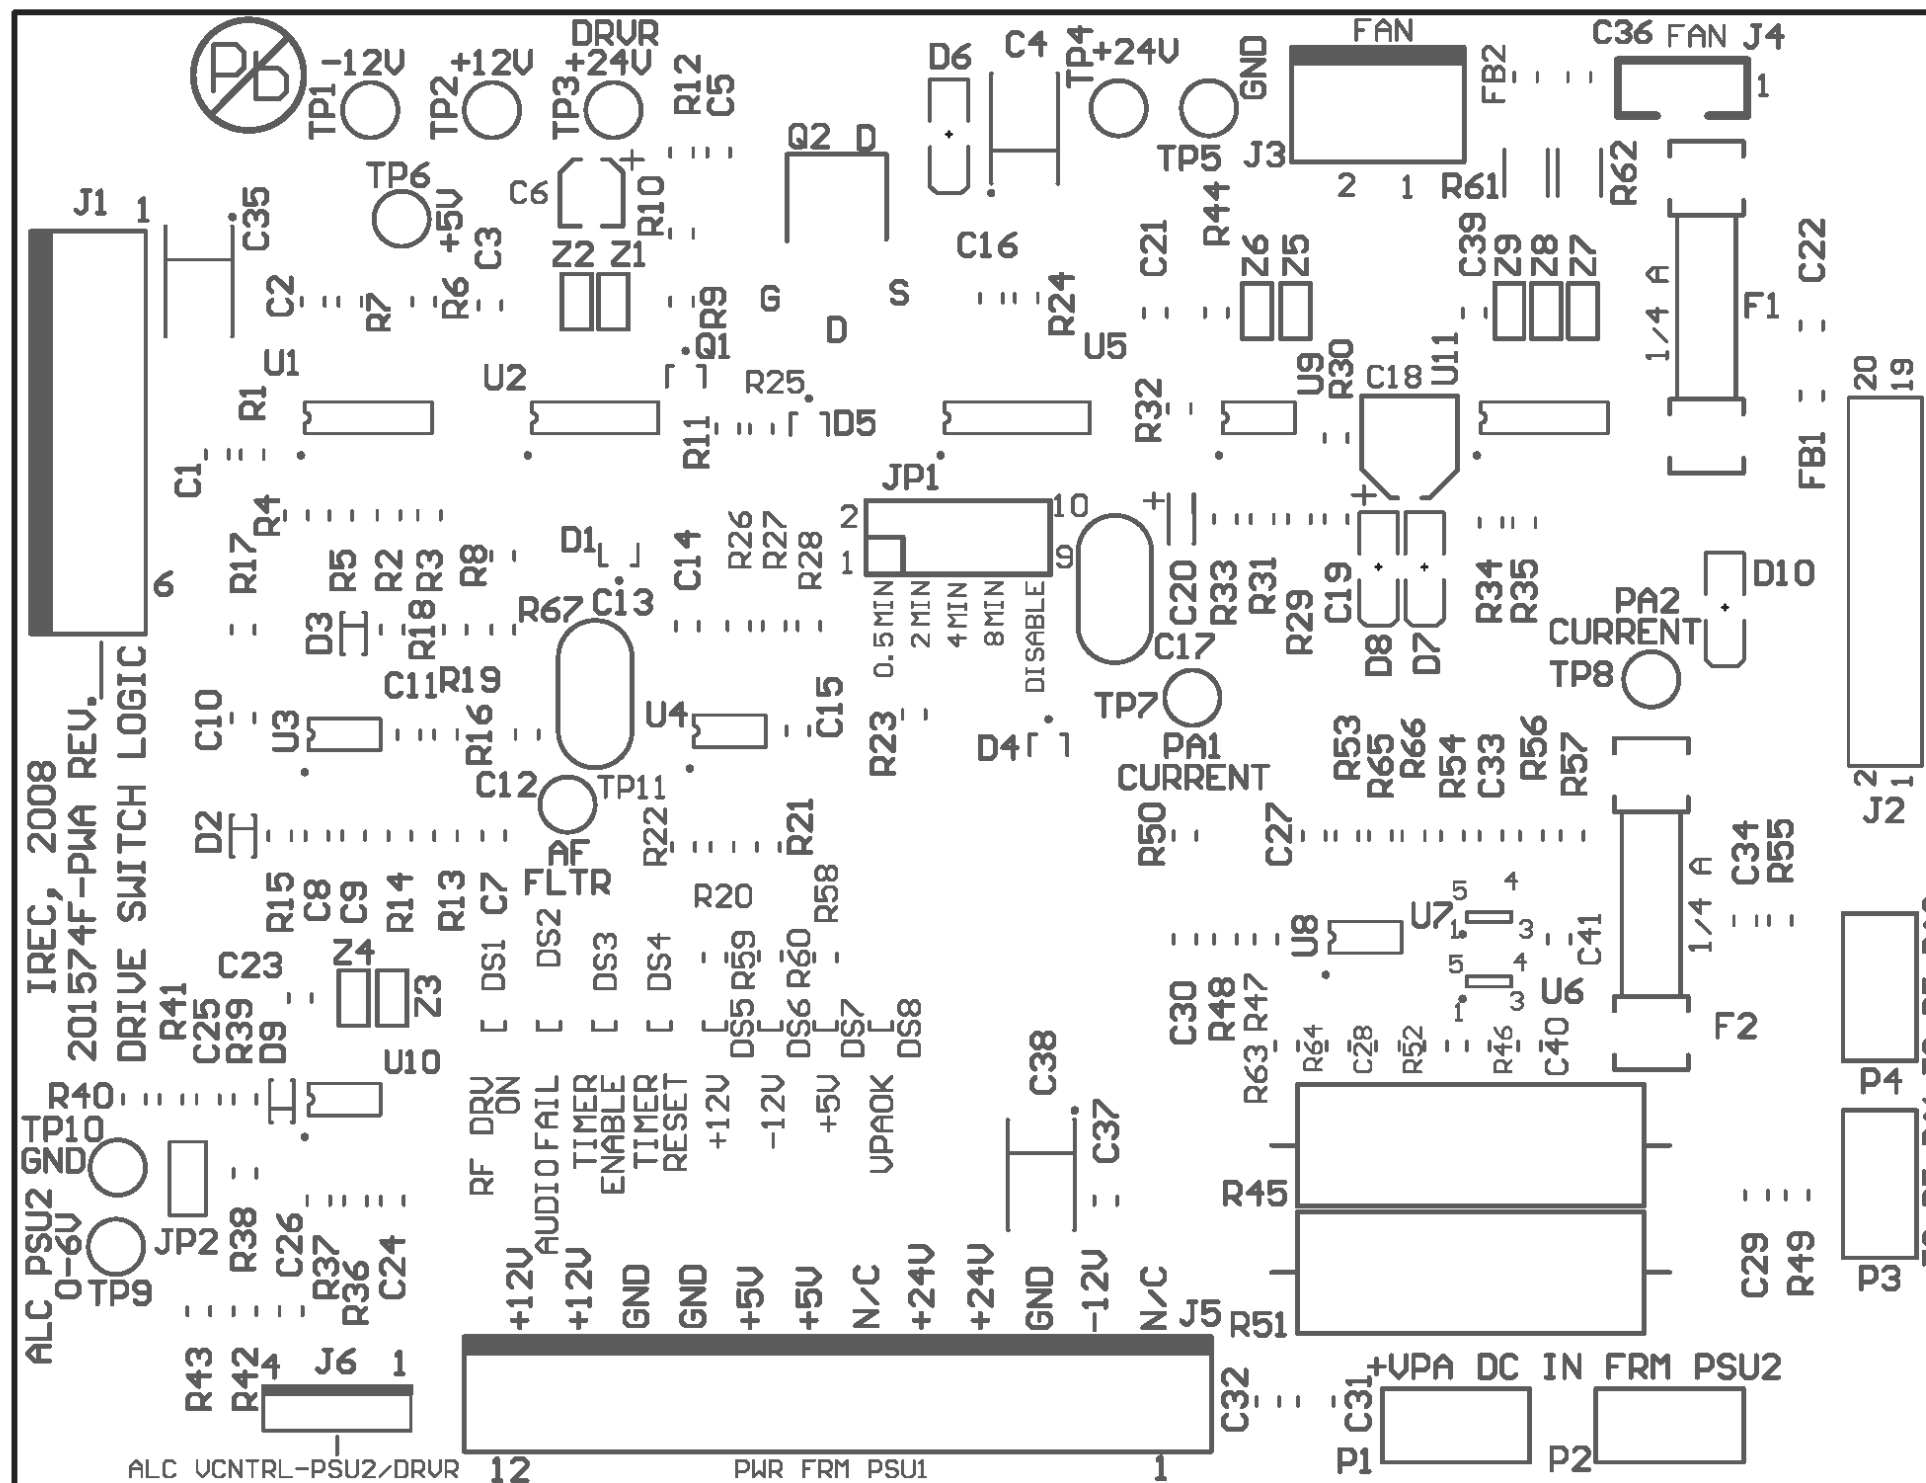 PD
-12V
TP1
+12V
TP2
DRVR
+24V
TP3
R12
C5
D6
C4
TP4
+24V
TP5
GND
FAN
J3
2 1
FB2
C36
FAN J4
1
R61
R62
TP6
+5V
C6
+
R10
Q2 D
G
D
S
J1
1
6
C35
C2
R7
R6
C3
Z2 Z1
R9
Q1
C16
R24
C21
R44
Z6
Z5
C39
Z9
Z8
Z7
1/4 A
F1
C22
FB1
20
19
2
1
J2
U1
R1
U2
R25
R11
D5
U5
R32
U9
R30
C18
+
U11
C1
R4
R17
R5
R2
R3
R8
D1
C14
R26
R27
R28
JP1
2
1
10
9
0.5MIN
2MIN
4MIN
8MIN
DISABLE
+
C20
R33
R31
R29
C19
D8
D7
R34
R35
D10
PA2
CURRENT
TP8
D3
R18
R67
C13
C11
R19
C10
U3
R16
U4
C15
R23
D4
C17
TP7
PA1
CURRENT
R53
R65
R66
R54
C33
R56
R57
IREC, 2008
201574F-PWA REV.__
DRIVE SWITCH LOGIC
D2
C12
TP11
AF
FLTR
R22
R21
R50
C27
R15
C8
C9
R14
R13
C7
R20
R58
C34
R55
1/4 A
F2
DS1
DS2
DS3
DS4
R59
R60
DS5
DS6
DS7
DS8
U8
U7
5
4
1
3
C41
5
4
1
3
U6
C23
Z4
Z3
R41
C25
R39
D9
U10
C30
R48
R47
R63
R64
C28
R52
R46
C40
P4
P3
R40
TP10
GND
JP2
TP9
ALC PSU2
0-6V
R38
C26
R37
R36
C24
RF DRV
ON
AUDIOFAIL
TIMER
ENABLE
TIMER
RESET
+12V
-12V
+5V
VPAOK
C38
C37
R45
R51
C29
R49
+12V
+12V
GND
GND
+5V
+5V
N/C
+24V
+24V
GND
-12V
N/C
J5
R43
R42
4 J6 1
ALC VCNTRL-PSU2/DRVR
12
PWR FRM PSU1
1
C32
C31
+VPA DC IN FRM PSU2
P1
P2